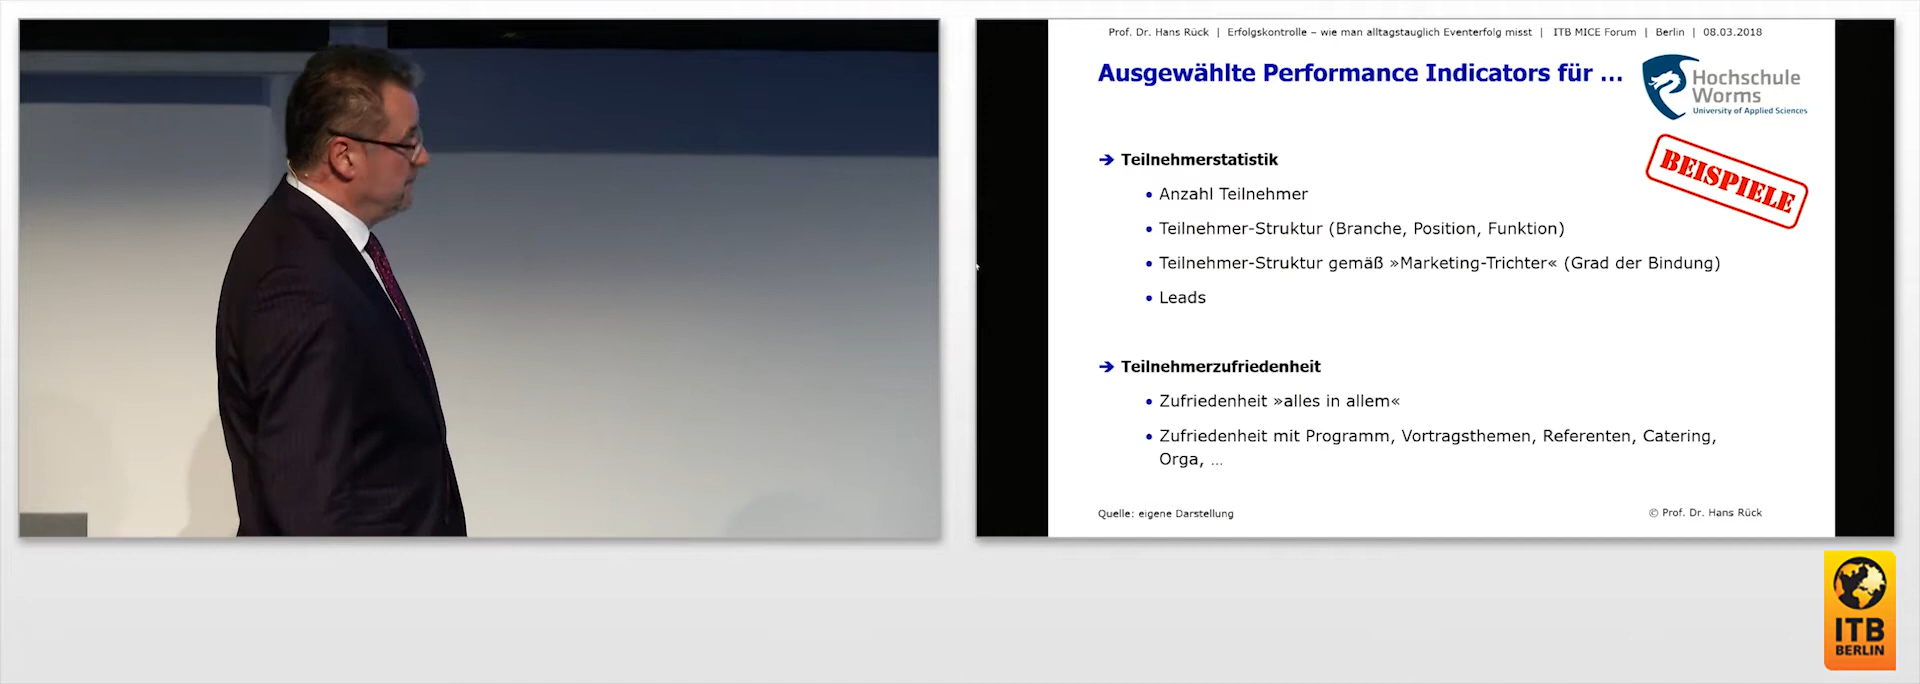 Prof. Dr. Hans Rück | Erfolgskontrolle – wie man alltagstauglich Eventerfolg misst | ITB MICE Forum | Berlin | 08.03.2018
Ausgewählte Performance Indicators für ...
Hochschule
Worms
University of Applied Sciences
BEISPIELE
➔ Teilnehmerstatistik
• Anzahl Teilnehmer
• Teilnehmer-Struktur (Branche, Position, Funktion)
• Teilnehmer-Struktur gemäß »Marketing-Trichter« (Grad der Bindung)
• Leads
➔ Teilnehmerzufriedenheit
• Zufriedenheit »alles in allem«
• Zufriedenheit mit Programm, Vortragsthemen, Referenten, Catering,
Orga, ...
Quelle: eigene Darstellung
© Prof. Dr. Hans Rück
ITB
BERLIN